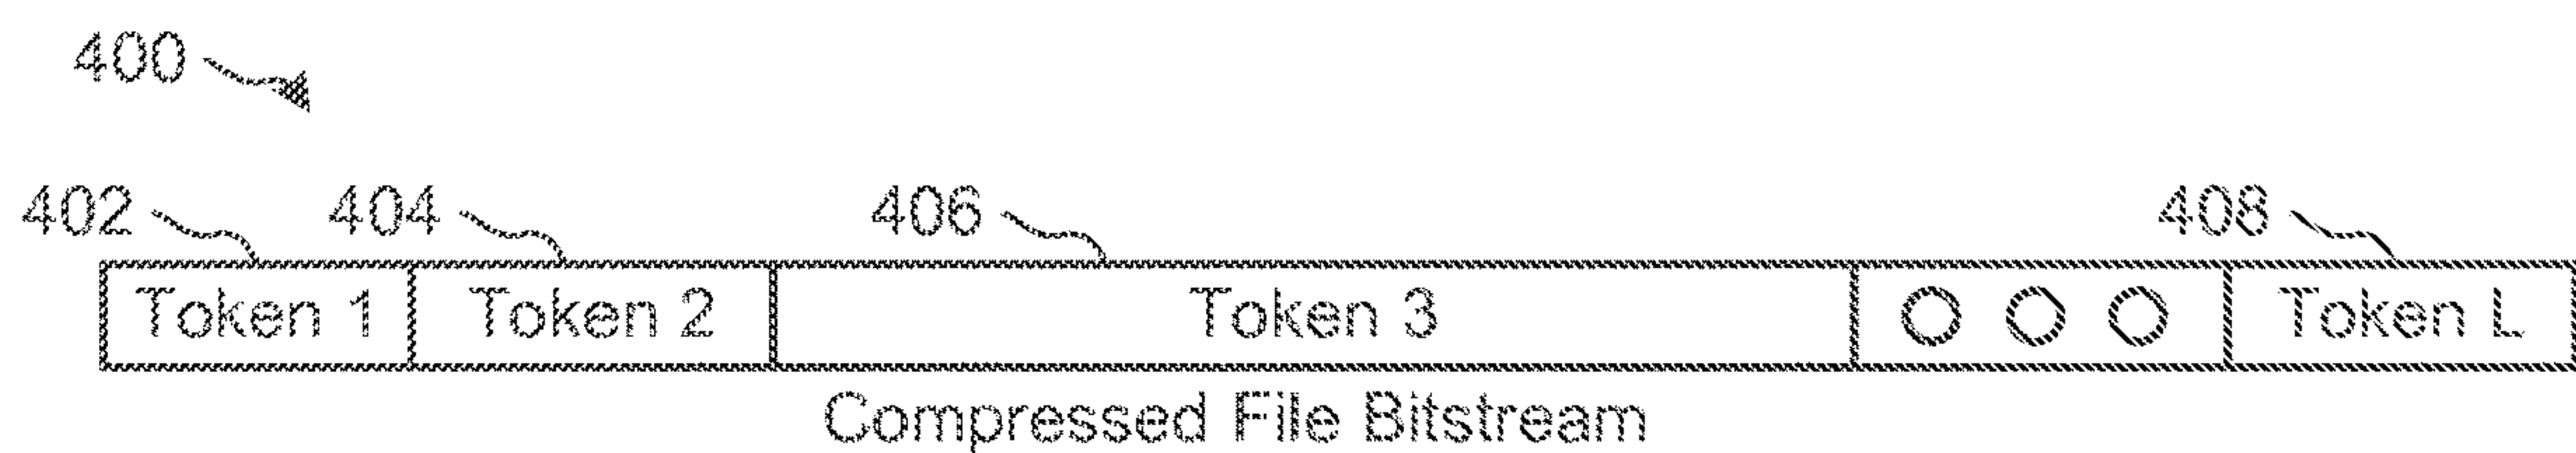 400
402 404 406 408
Token 1 Token 2 Token 3 O O O Token L
Compressed File Bitstream